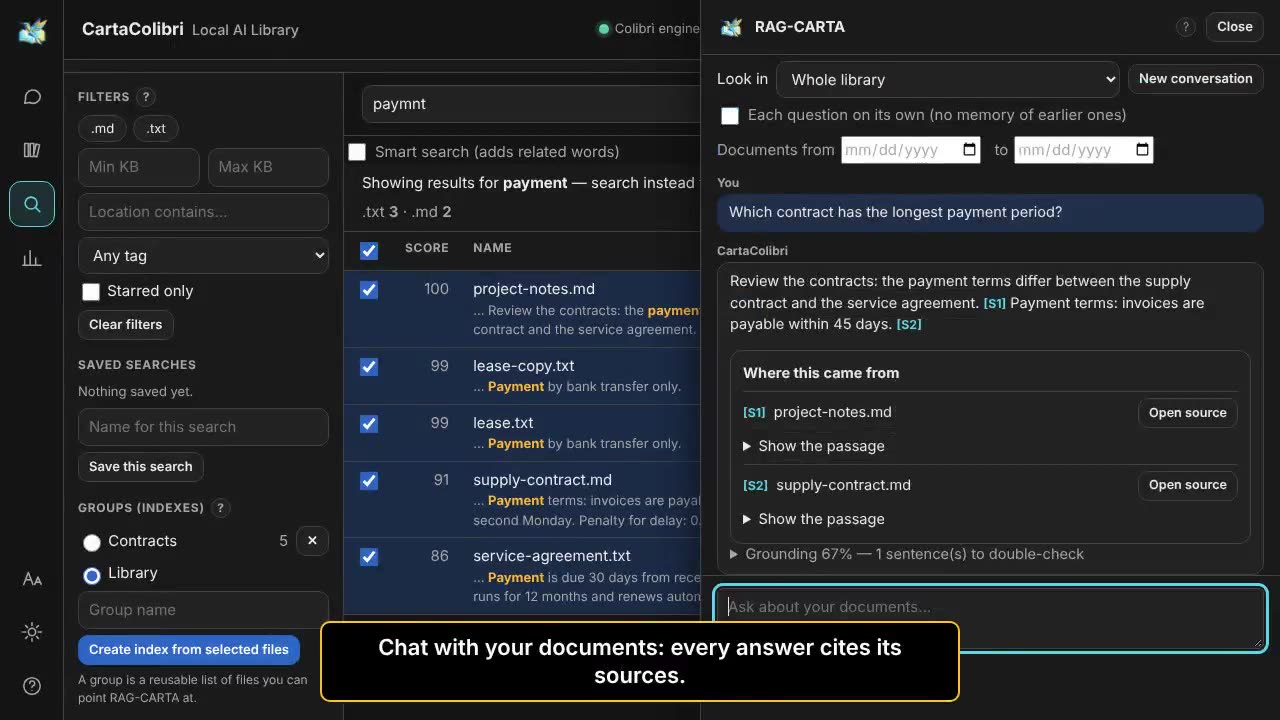 CartaColibrì Local AI Library
Colibrì engine
FILTERS ?
.md .txt
Min KB Max KB
Location contains...
Any tag
Starred only
Clear filters
SAVED SEARCHES
Nothing saved yet.
Name for this search
Save this search
GROUPS (INDEXES) ?
Contracts 5 ✕
Library
Group name
Create index from selected files
A group is a reusable list of files you can
point RAG-CARTA at.
paymnt
Smart search (adds related words)
Showing results for payment — search instead
.txt 3 · .md 2
SCORE NAME
100 project-notes.md
... Review the contracts: the paymen
contract and the service agreement.
99 lease-copy.txt
... Payment by bank transfer only.
99 lease.txt
... Payment by bank transfer only.
91 supply-contract.md
... Payment terms: invoices are payal
second Monday. Penalty for delay: 0.
86 service-agreement.txt
... Payment is due 30 days from rece
runs for 12 months and renews auton
RAG-CARTA ? Close
Look in Whole library New conversation
Each question on its own (no memory of earlier ones)
Documents from mm/dd/yyyy to mm/dd/yyyy
You
Which contract has the longest payment period?
CartaColibri
Review the contracts: the payment terms differ between the supply
contract and the service agreement. [S1] Payment terms: invoices are
payable within 45 days. [S2]
Where this came from
[S1] project-notes.md Open source
Show the passage
[S2] supply-contract.md Open source
Show the passage
Grounding 67% — 1 sentence(s) to double-check
Ask about your documents...
Chat with your documents: every answer cites its
sources.